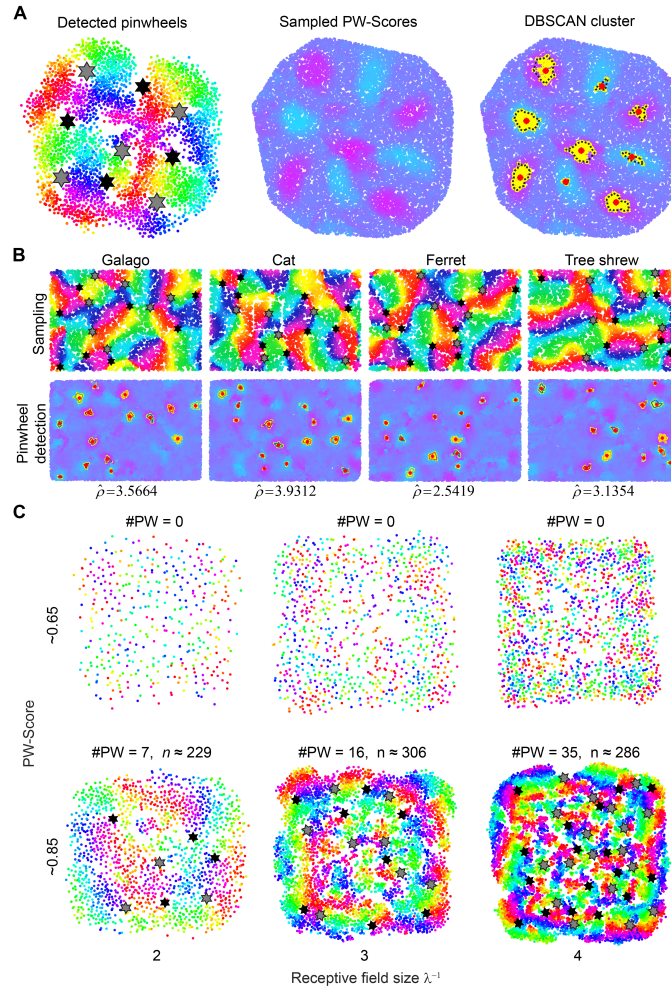 A
Detected pinwheels
Sampled PW-Scores
DBSCAN cluster
B
Galago
Cat
Ferret
Tree shrew
Sampling
Pinwheel
detection
ρ̂=3.5664
ρ̂=3.9312
ρ̂=2.5419
ρ̂=3.1354
C
#PW = 0
#PW = 0
#PW = 0
~0.65
PW-Score
#PW = 7, n ≈ 229
#PW = 16, n ≈ 306
#PW = 35, n ≈ 286
~0.85
2
3
4
Receptive field size λ⁻¹